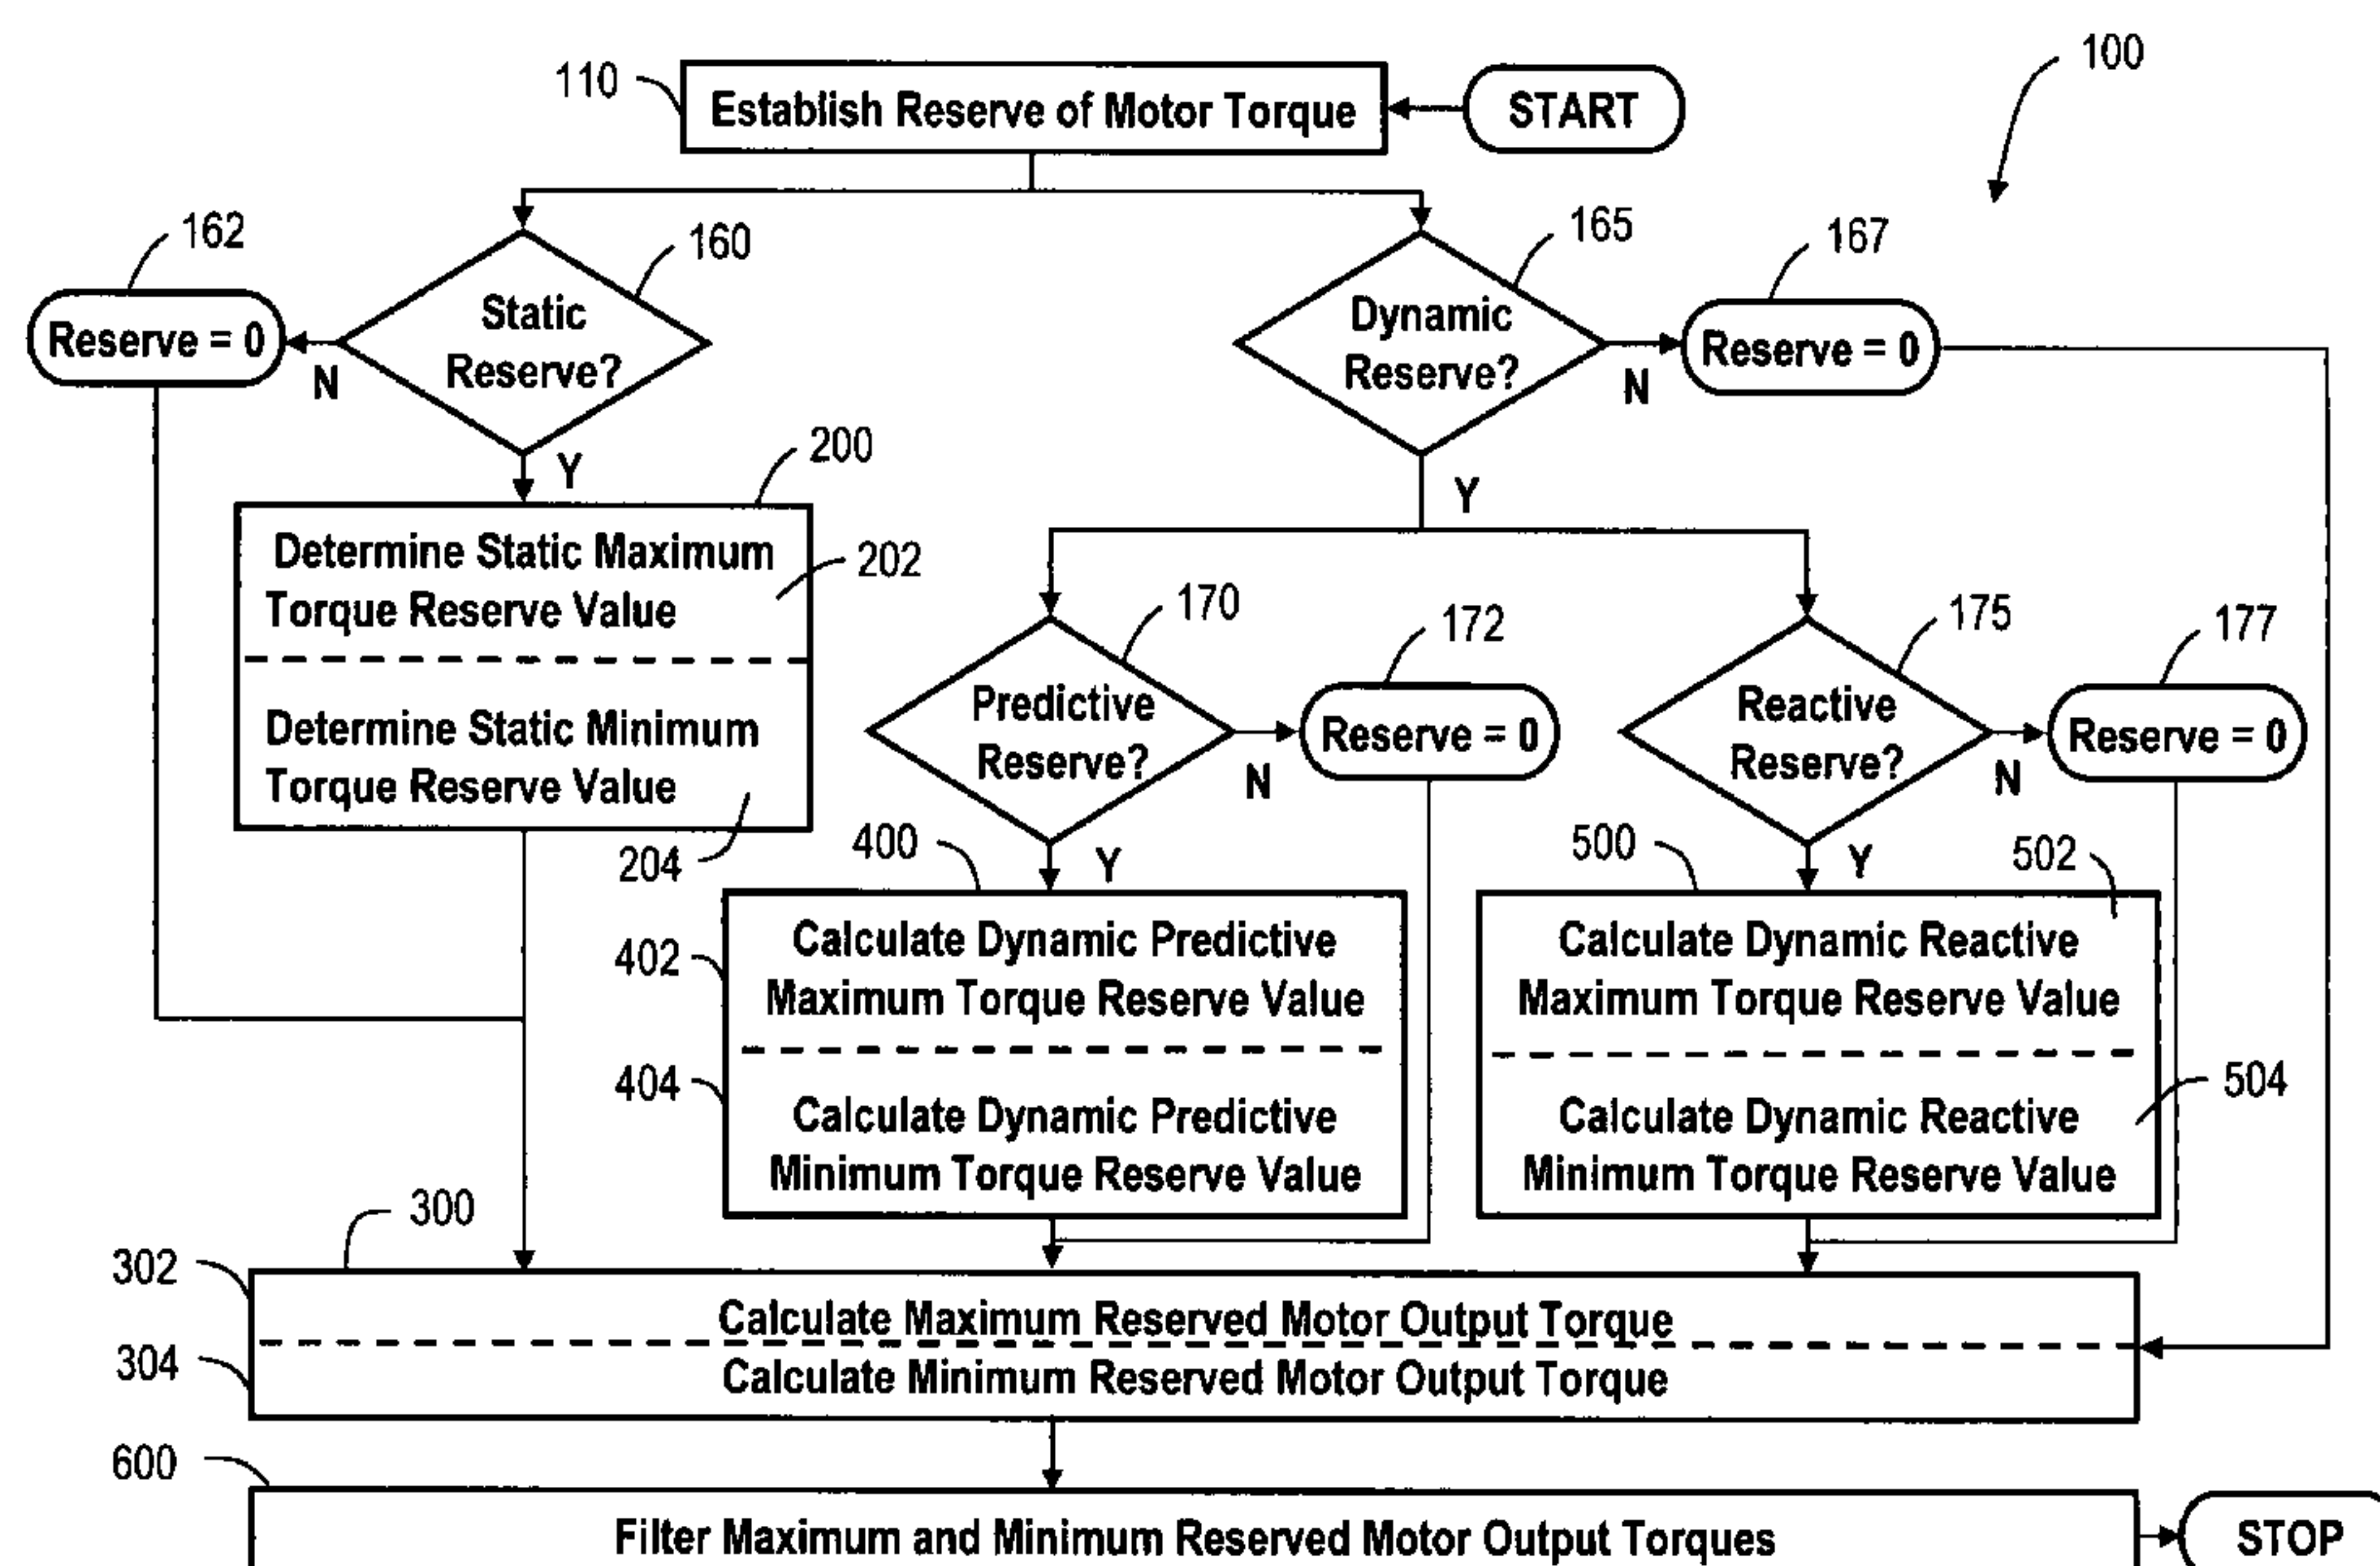 100
110
Establish Reserve of Motor Torque
START
162
160
165
167
Reserve = 0
N
Static
Reserve?
Y
Dynamic
Reserve?
N
Reserve = 0
Y
200
Determine Static Maximum
Torque Reserve Value
202
Determine Static Minimum
Torque Reserve Value
204
170
172
175
177
Predictive
Reserve?
N
Reserve = 0
Y
Reactive
Reserve?
N
Reserve = 0
Y
400
402
Calculate Dynamic Predictive
Maximum Torque Reserve Value
404
Calculate Dynamic Predictive
Minimum Torque Reserve Value
500
502
Calculate Dynamic Reactive
Maximum Torque Reserve Value
504
Calculate Dynamic Reactive
Minimum Torque Reserve Value
300
302
Calculate Maximum Reserved Motor Output Torque
304
Calculate Minimum Reserved Motor Output Torque
600
Filter Maximum and Minimum Reserved Motor Output Torques
STOP